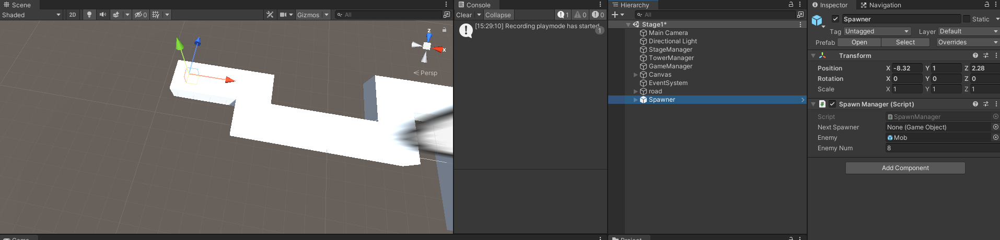 Scene
Shaded
2D
0
Gizmos
All
z
x
Persp
Game
Console
Clear
Collapse
1
0
0
[15:29:10] Recording playmode has started
1
Hierarchy
All
Stage1*
Main Camera
Directional Light
StageManager
TowerManager
GameManager
Canvas
EventSystem
road
Spawner
Project
Inspector
Navigation
Spawner
Static
Tag Untagged Layer Default
Prefab Open Select Overrides
Transform
Position X -8.32 Y 1 Z 2.28
Rotation X 0 Y 0 Z 0
Scale X 1 Y 1 Z 1
# Spawn Manager (Script)
Script SpawnManager
Next Spawner None (Game Object)
Enemy Mob
Enemy Num 8
Add Component